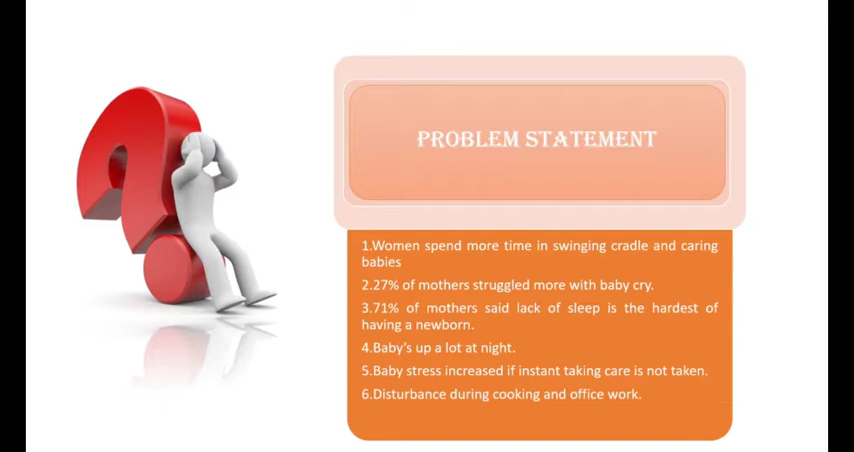 PROBLEM STATEMENT
1.Women spend more time in swinging cradle and caring
babies
2.27% of mothers struggled more with baby cry.
3.71% of mothers said lack of sleep is the hardest of
having a newborn.
4.Baby's up a lot at night.
5.Baby stress increased if instant taking care is not taken.
6.Disturbance during cooking and office work.